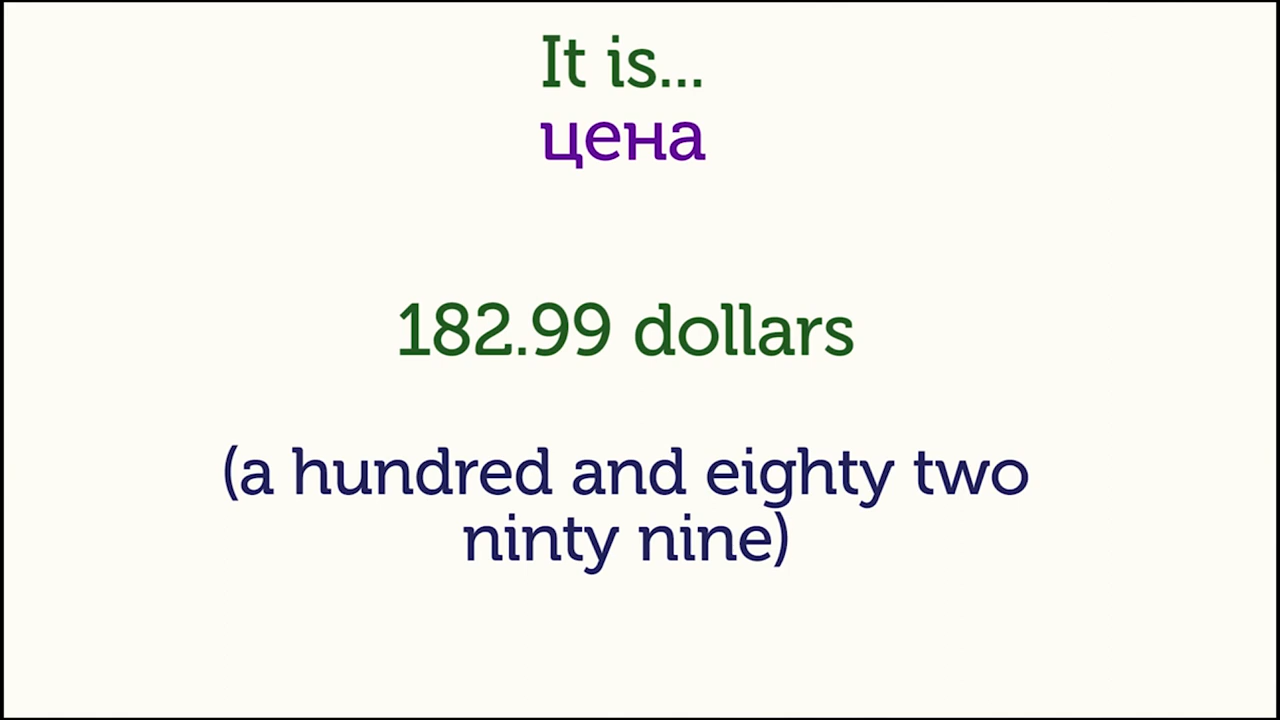 It is...
цена
182.99 dollars
(a hundred and eighty two
ninty nine)